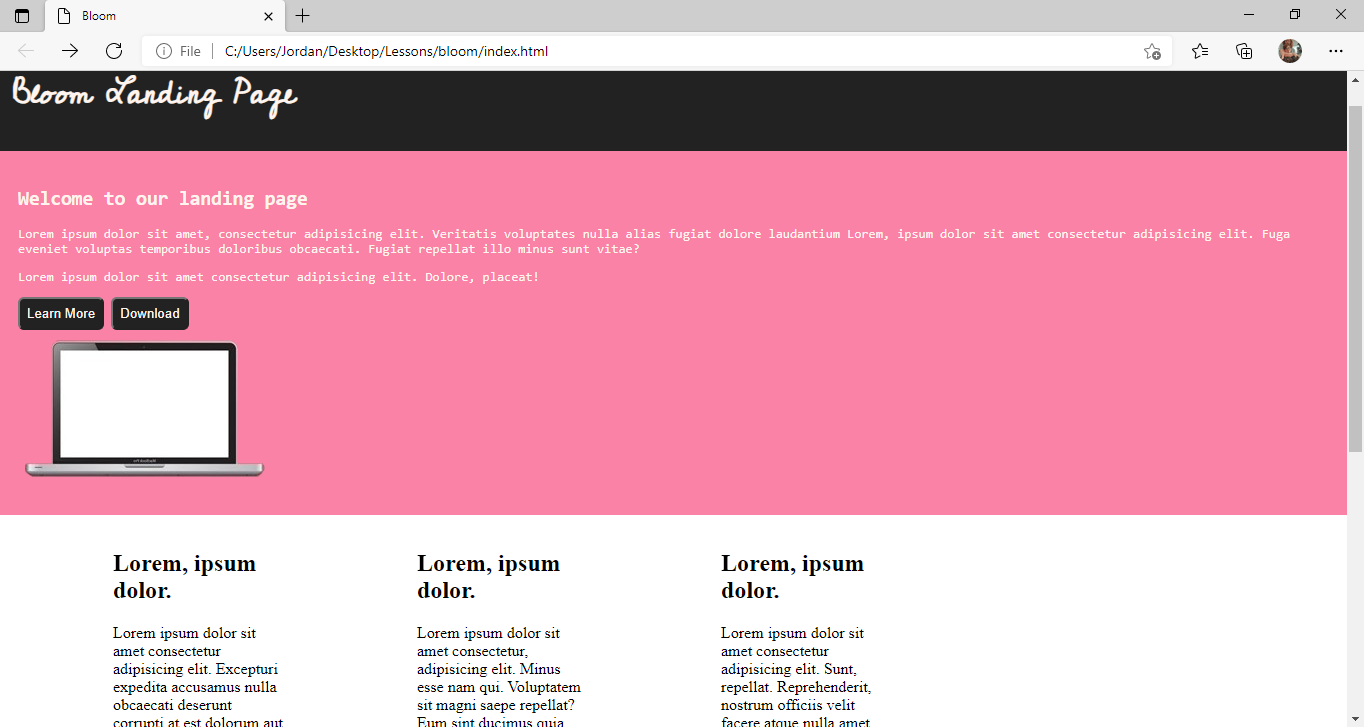 Bloom
File
C:/Users/Jordan/Desktop/Lessons/bloom/index.html
Bloom Landing Page
Welcome to our landing page
Lorem ipsum dolor sit amet, consectetur adipisicing elit. Veritatis voluptates nulla alias fugiat dolore laudantium Lorem, ipsum dolor sit amet consectetur adipisicing elit. Fuga
eveniet voluptas temporibus doloribus obcaecati. Fugiat repellat illo minus sunt vitae?
Lorem ipsum dolor sit amet consectetur adipisicing elit. Dolore, placeat!
Learn More
Download
Lorem, ipsum
dolor.
Lorem ipsum dolor sit
amet consectetur
adipisicing elit. Excepturi
expedita accusamus nulla
obcaecati deserunt
corrupti at est dolorum aut
Lorem, ipsum
dolor.
Lorem ipsum dolor sit
amet consectetur,
adipisicing elit. Minus
esse nam qui. Voluptatem
sit magni saepe repellat?
Eum sint ducimus quia
Lorem, ipsum
dolor.
Lorem ipsum dolor sit
amet consectetur
adipisicing elit. Sunt,
repellat. Reprehenderit,
nostrum officiis velit
facere atque nulla amet